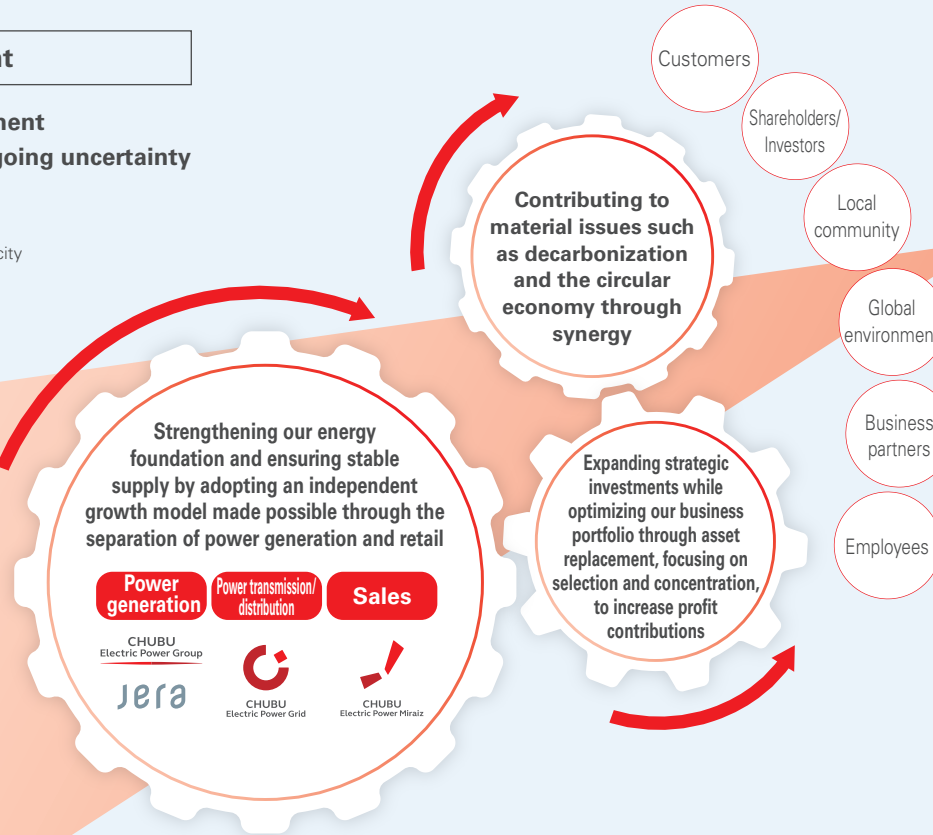 nt
ment
going uncertainty
city
Customers
Shareholders/
Investors
Local
community
Global
environmen
Business
partners
Employees
Contributing to
material issues such
as decarbonization
and the circular
economy through
synergy
Strengthening our energy
foundation and ensuring stable
supply by adopting an independent
growth model made possible through the
separation of power generation and retail
Power
generation
Power transmission/
distribution
Sales
CHUBU
Electric Power Group
Jera
CHUBU
Electric Power Grid
CHUBU
Electric Power Miraiz
Expanding strategic
investments while
optimizing our business
portfolio through asset
replacement, focusing on
selection and concentration,
to increase profit
contributions